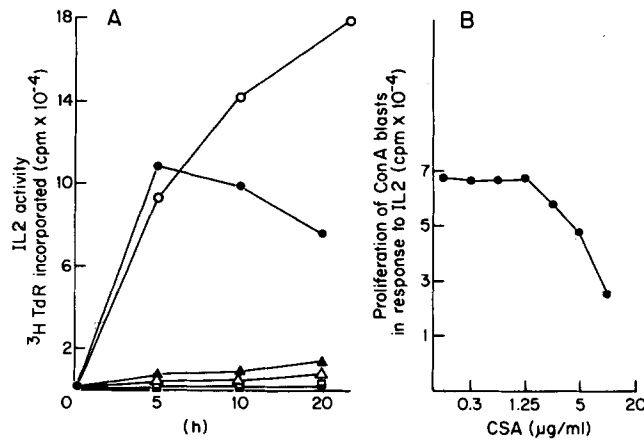 A
IL2 activity
³H TdR incorporated (cpm x 10⁻⁴)
18
14
10
8
6
2
0
5
10
20
(h)
B
Proliferation of Con A blasts
in response to IL2 (cpm x 10⁻⁴)
7
5
3
1
0.3
1.25
5
20
CSA (μg/ml)